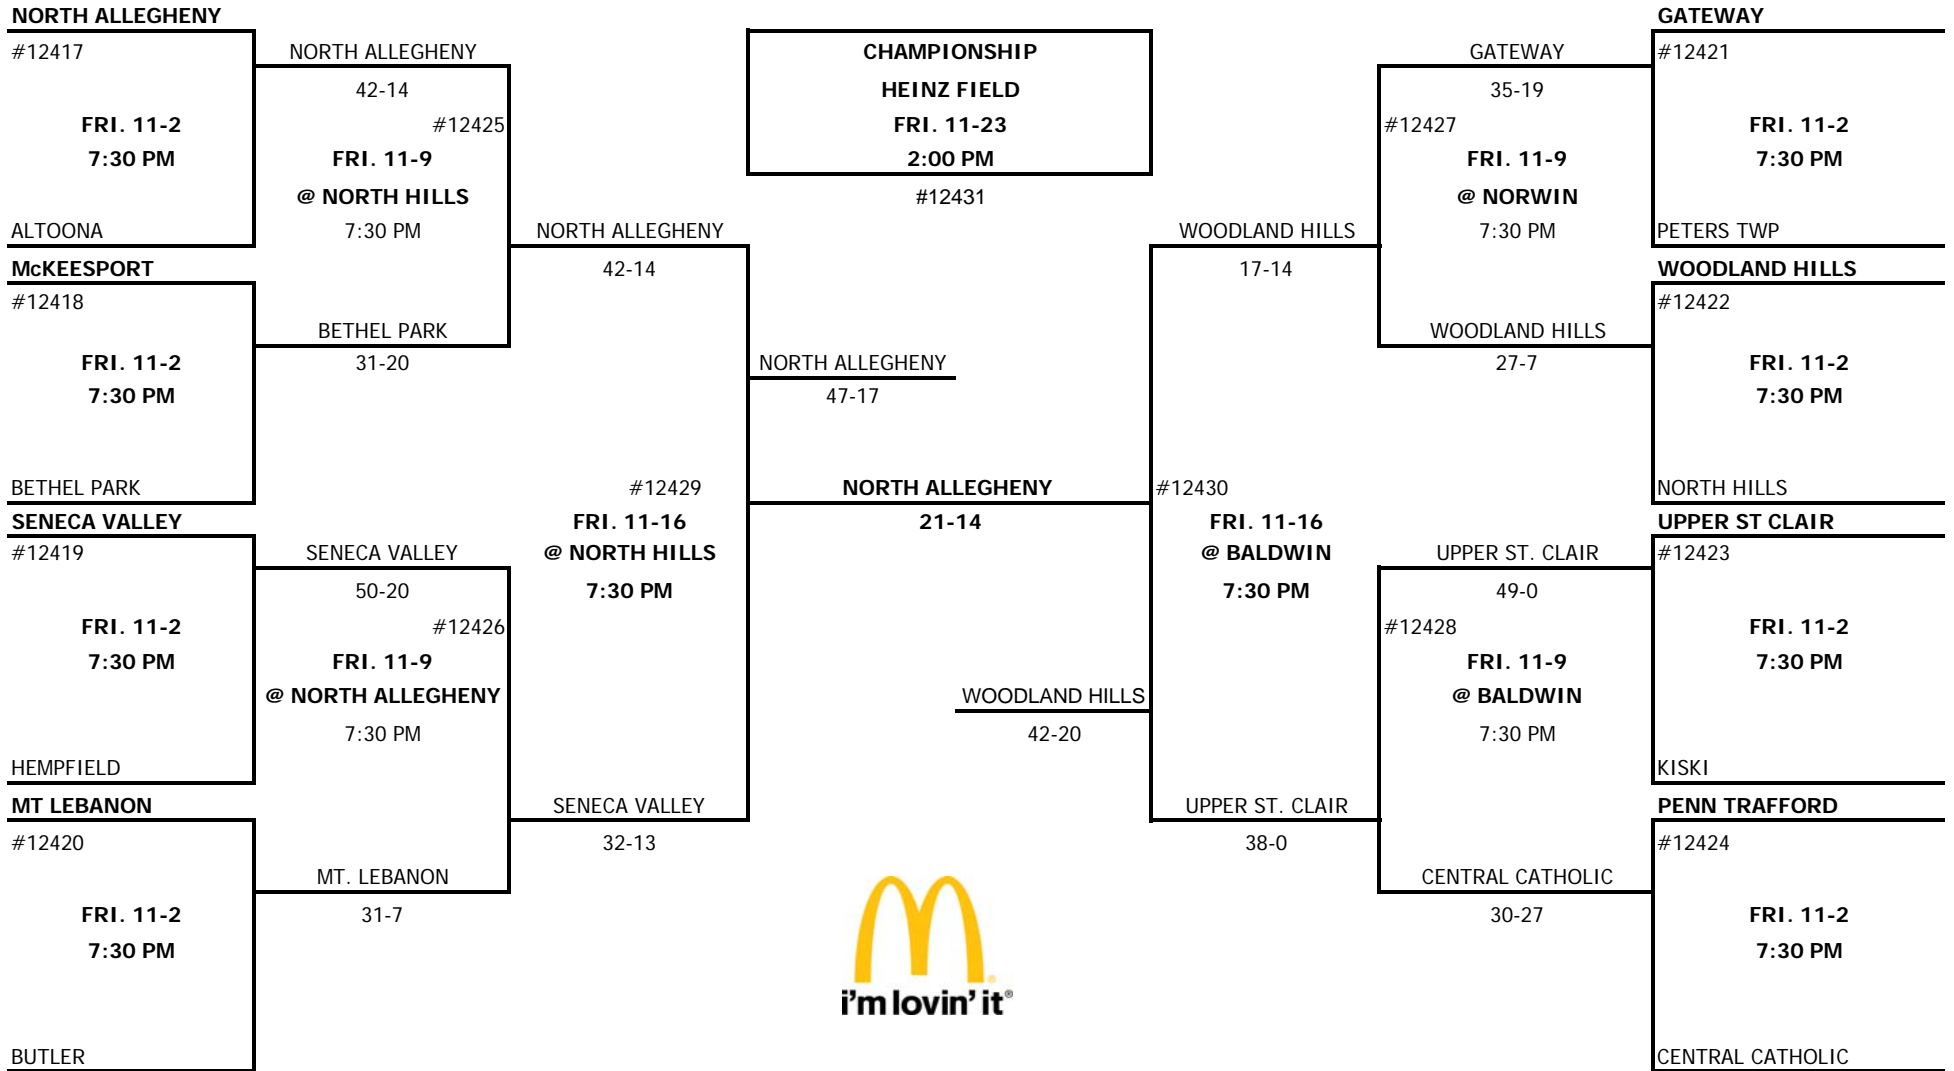 NORTH ALLEGHENY
#12417
FRI. 11-2
7:30 PM
ALTOONA
McKEESPORT
#12418
FRI. 11-2
7:30 PM
BETHEL PARK
SENECA VALLEY
#12419
FRI. 11-2
7:30 PM
HEMPFIELD
MT LEBANON
#12420
FRI. 11-2
7:30 PM
BUTLER
NORTH ALLEGHENY
42-14
#12425
FRI. 11-9
@ NORTH HILLS
7:30 PM
BETHEL PARK
31-20
SENECA VALLEY
50-20
#12426
FRI. 11-9
@ NORTH ALLEGHENY
7:30 PM
MT. LEBANON
31-7
NORTH ALLEGHENY
42-14
#12429
FRI. 11-16
@ NORTH HILLS
7:30 PM
SENECA VALLEY
32-13
CHAMPIONSHIP
HEINZ FIELD
FRI. 11-23
2:00 PM
#12431
NORTH ALLEGHENY
47-17
NORTH ALLEGHENY
21-14
WOODLAND HILLS
42-20
i'm lovin' it®
WOODLAND HILLS
17-14
#12430
FRI. 11-16
@ BALDWIN
7:30 PM
UPPER ST. CLAIR
38-0
GATEWAY
35-19
#12427
FRI. 11-9
@ NORWIN
7:30 PM
WOODLAND HILLS
27-7
UPPER ST. CLAIR
49-0
#12428
FRI. 11-9
@ BALDWIN
7:30 PM
CENTRAL CATHOLIC
30-27
GATEWAY
#12421
FRI. 11-2
7:30 PM
PETERS TWP
WOODLAND HILLS
#12422
FRI. 11-2
7:30 PM
NORTH HILLS
UPPER ST CLAIR
#12423
FRI. 11-2
7:30 PM
KISKI
PENN TRAFFORD
#12424
FRI. 11-2
7:30 PM
CENTRAL CATHOLIC